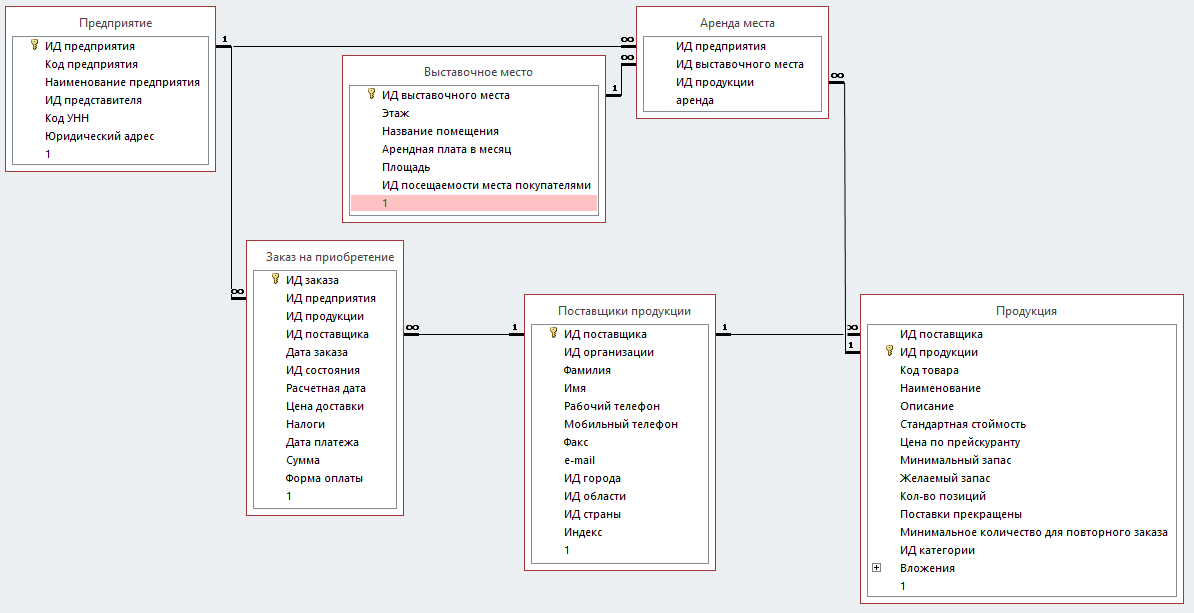 Предприятие
ИД предприятия
Код предприятия
Наименование предприятия
ИД представителя
Код УНН
Юридический адрес
1
1
∞
∞
1
∞
Аренда места
ИД предприятия
ИД выставочного места
ИД продукции
аренда
Выставочное место
ИД выставочного места
Этаж
Название помещения
Арендная плата в месяц
Площадь
ИД посещаемости места покупателями
1
Заказ на приобретение
ИД заказа
ИД предприятия
ИД продукции
ИД поставщика
Дата заказа
ИД состояния
Расчетная дата
Цена доставки
Налоги
Дата платежа
Сумма
Форма оплаты
1
∞
∞
1
Поставщики продукции
ИД поставщика
ИД организации
Фамилия
Имя
Рабочий телефон
Мобильный телефон
Факс
e-mail
ИД города
ИД области
ИД страны
Индекс
1
1
∞
1
Продукция
ИД поставщика
ИД продукции
Код товара
Наименование
Описание
Стандартная стоймость
Цена по прейскуранту
Минимальный запас
Желаемый запас
Кол-во позиций
Поставки прекращены
Минимальное количество для повторного заказа
ИД категории
Вложения
1